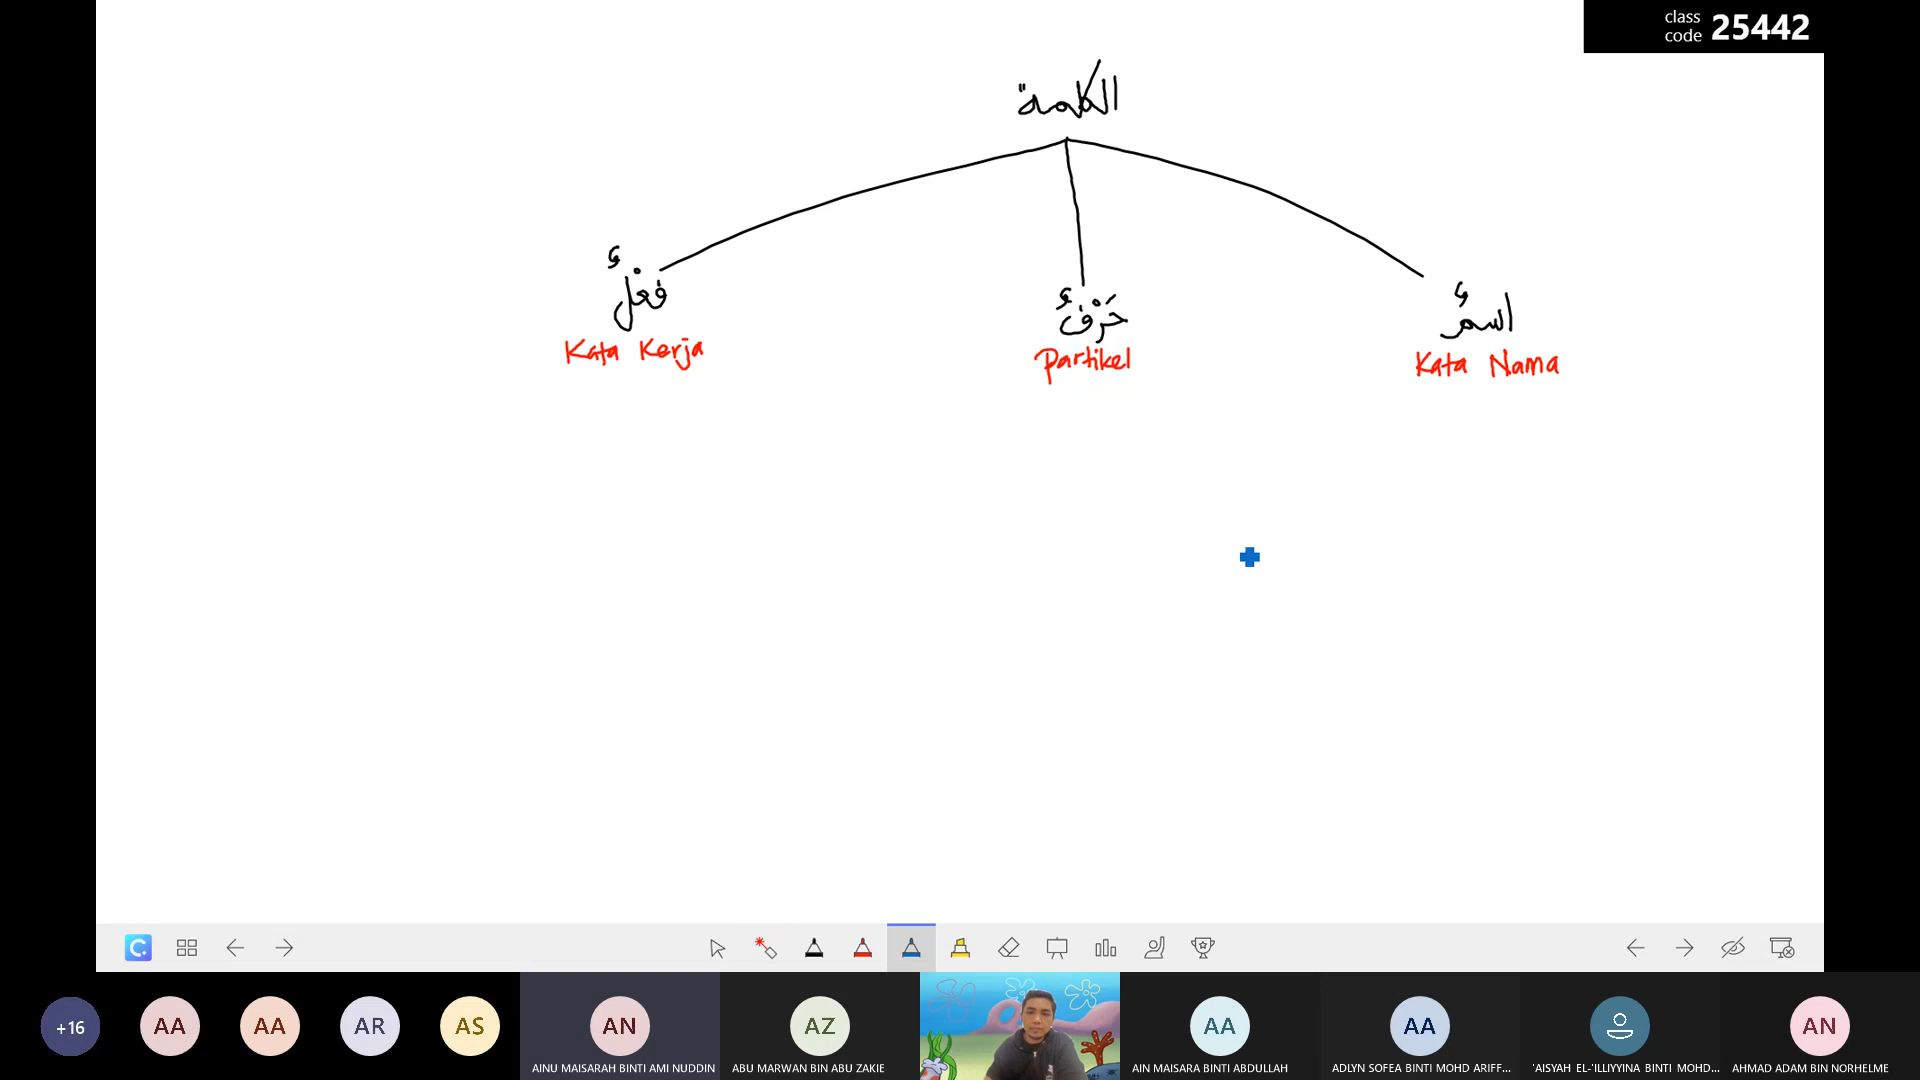 class
code 25442
الكلمة
فعْلٌ
حَرْفٌ
اسمٌ
Kata Kerja
Partikel
Kata Nama
+16
AA
AA
AR
AS
AN
AINU MAISARAH BINTI AMI NUDDIN
AZ
ABU MARWAN BIN ABU ZAKIE
AA
AIN MAISARA BINTI ABDULLAH
AA
ADLYN SOFEA BINTI MOHD ARIFF...
'AISYAH EL-'ILLIYYINA BINTI MOHD...
AN
AHMAD ADAM BIN NORHELME